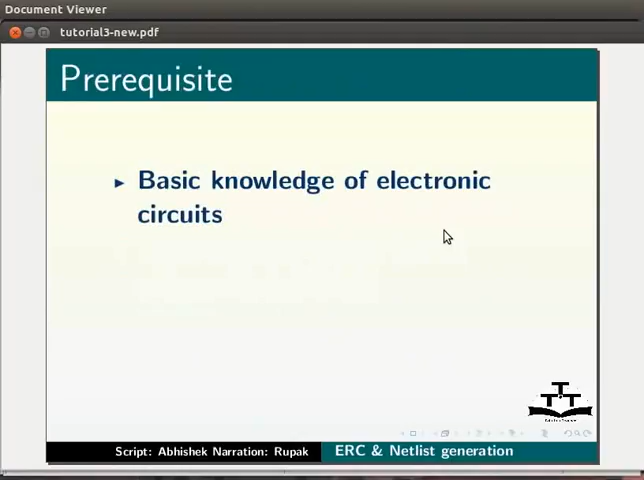 Document Viewer
tutorial3-new.pdf
Prerequisite
Basic knowledge of electronic
circuits
Script: Abhishek Narration: Rupak
ERC & Netlist generation